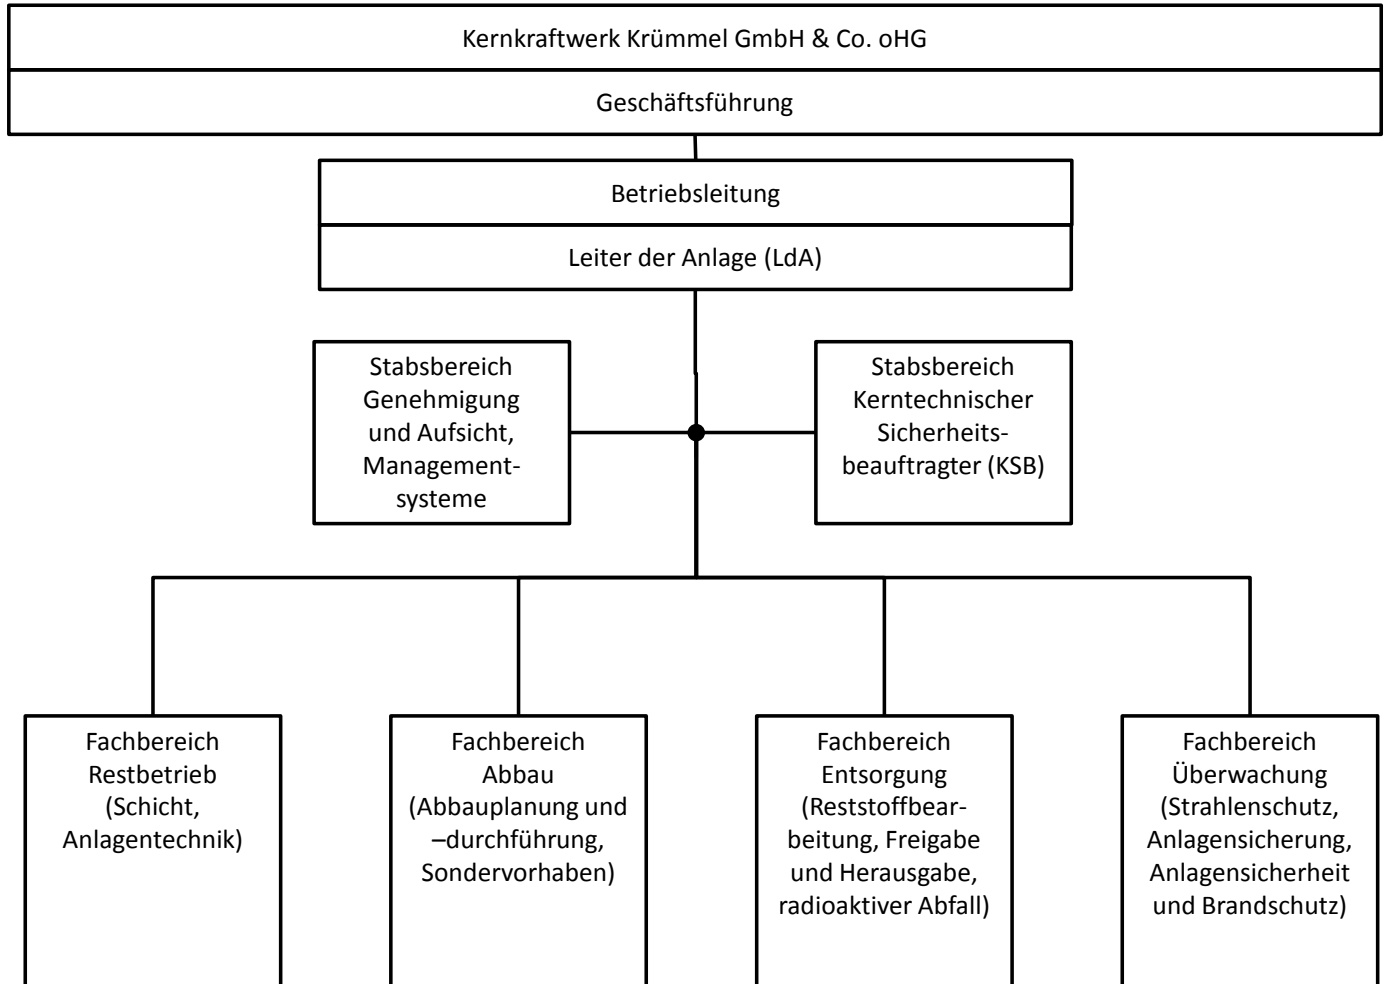 Kernkraftwerk Krümmel GmbH & Co. oHG
Geschäftsführung
Betriebsleitung
Leiter der Anlage (LdA)
Stabsbereich
Genehmigung
und Aufsicht,
Management-
systeme
Stabsbereich
Kerntechnischer
Sicherheits-
beauftragter (KSB)
Fachbereich
Restbetrieb
(Schicht,
Anlagentechnik)
Fachbereich
Abbau
(Abbauplanung und
–durchführung,
Sondervorhaben)
Fachbereich
Entsorgung
(Reststoffbear-
beitung, Freigabe
und Herausgabe,
radioaktiver Abfall)
Fachbereich
Überwachung
(Strahlenschutz,
Anlagensicherung,
Anlagensicherheit
und Brandschutz)